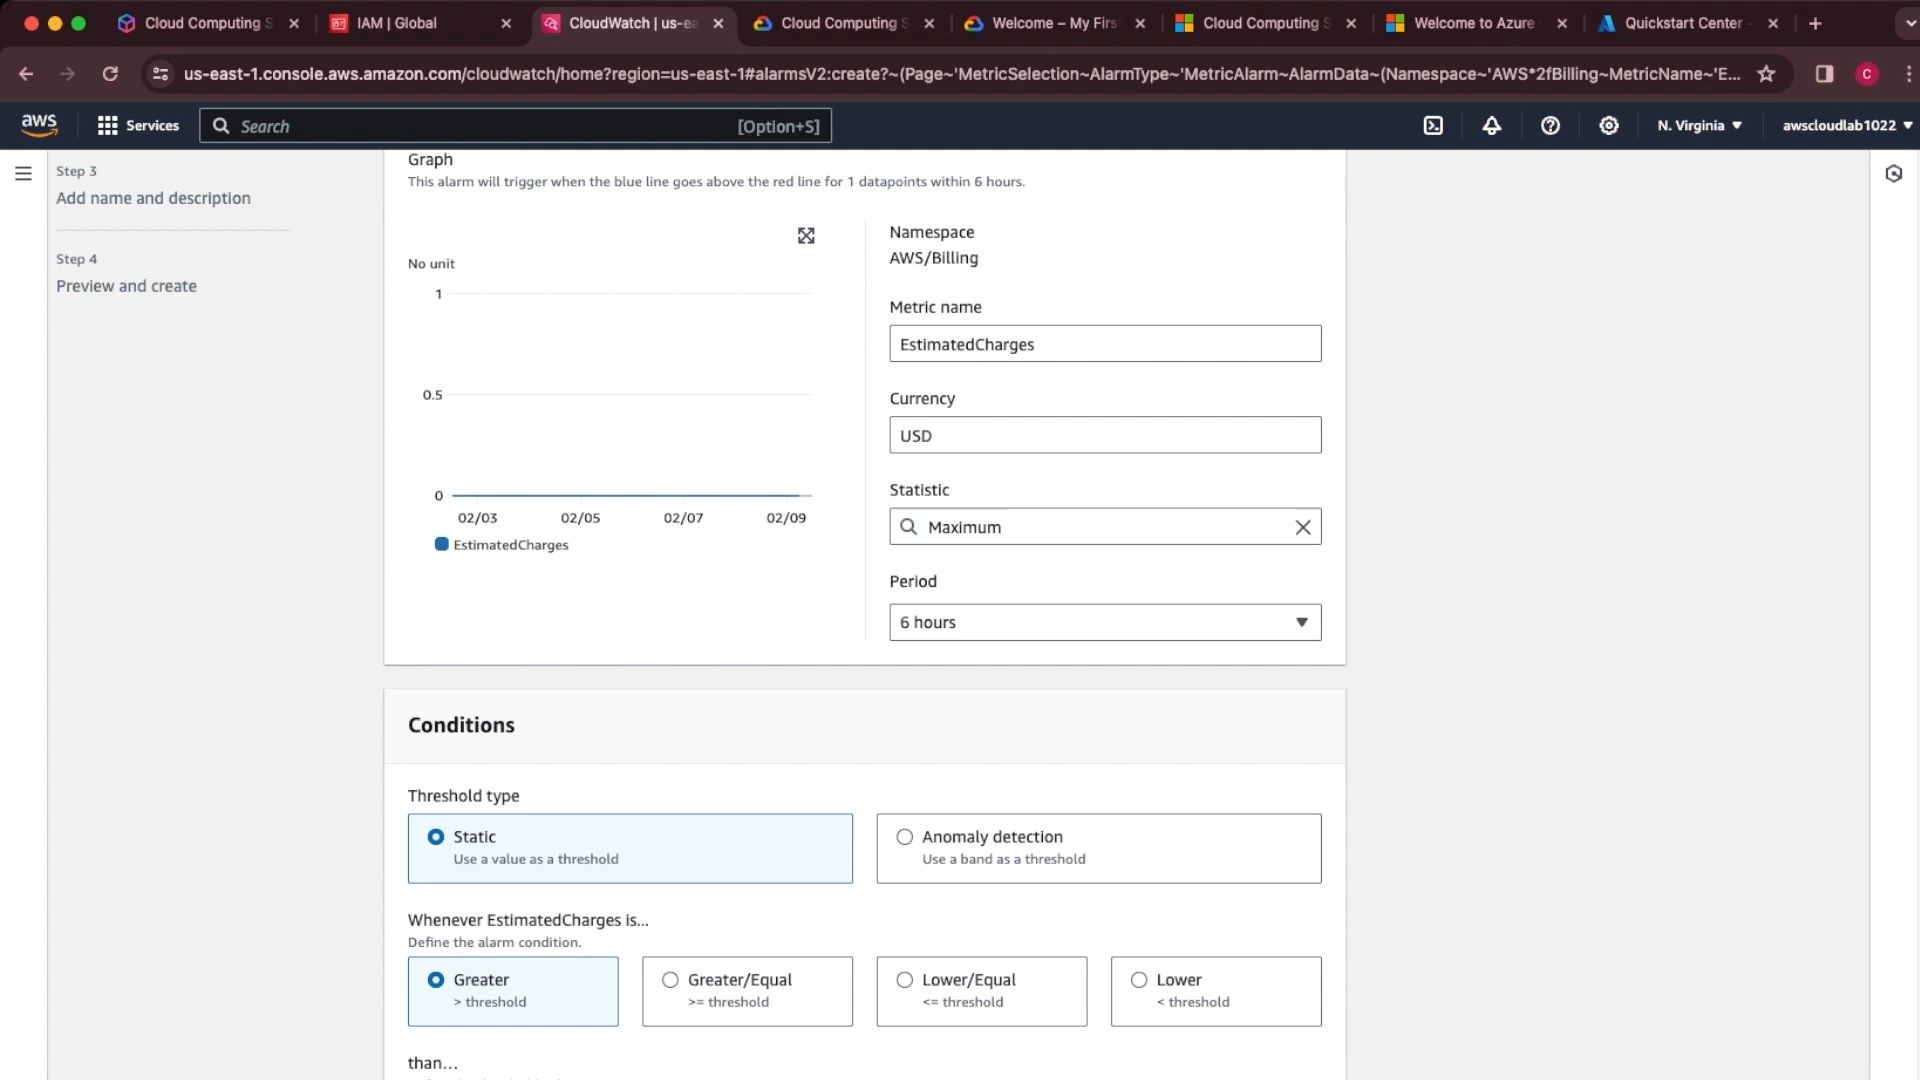 Cloud Computing S
IAM | Global
CloudWatch | us-ea
Cloud Computing S
Welcome – My Firs
Cloud Computing S
Welcome to Azure
Quickstart Center -
us-east-1.console.aws.amazon.com/cloudwatch/home?region=us-east-1#alarmsV2:create?~(Page~'MetricSelection~AlarmType~'MetricAlarm~AlarmData~(Namespace~'AWS*2fBilling~MetricName~'E...
C
aws
Services
Search
[Option+S]
N. Virginia
awscloudlab1022
Step 3
Add name and description
Step 4
Preview and create
Graph
This alarm will trigger when the blue line goes above the red line for 1 datapoints within 6 hours.
No unit
1
0.5
0
02/03
02/05
02/07
02/09
EstimatedCharges
Namespace
AWS/Billing
Metric name
EstimatedCharges
Currency
USD
Statistic
Maximum
Period
6 hours
Conditions
Threshold type
Static
Use a value as a threshold
Anomaly detection
Use a band as a threshold
Whenever EstimatedCharges is...
Define the alarm condition.
Greater
> threshold
Greater/Equal
>= threshold
Lower/Equal
<= threshold
Lower
< threshold
than...